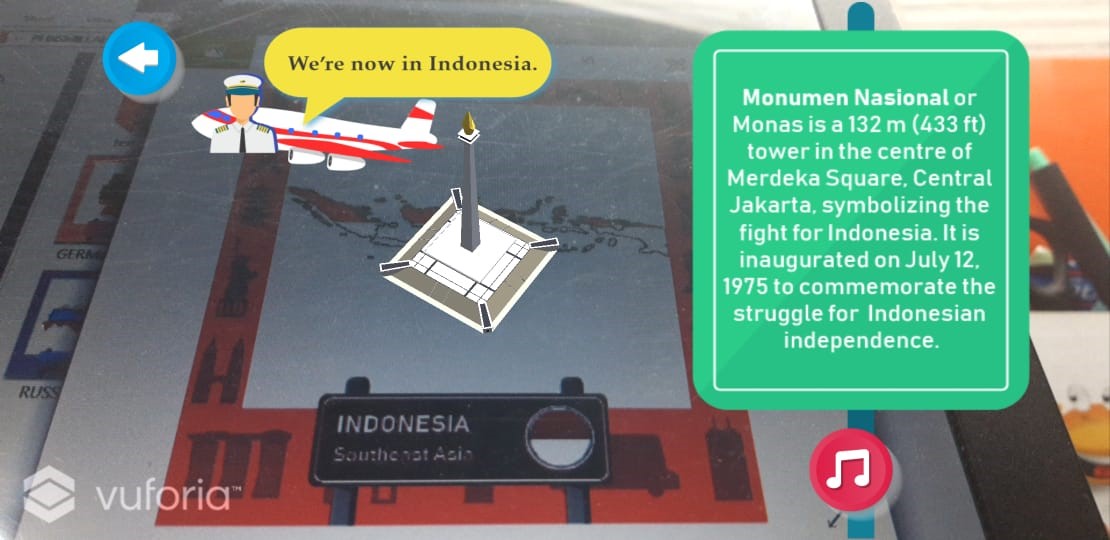 We're now in Indonesia.
Monumen Nasional or
Monas is a 132 m (433 ft)
tower in the centre of
Merdeka Square, Central
Jakarta, symbolizing the
fight for Indonesia. It is
inaugurated on July 12,
1975 to commemorate the
struggle for Indonesian
independence.
GERM
RUSS
INDONESIA
Southeast Asia
vuforia™